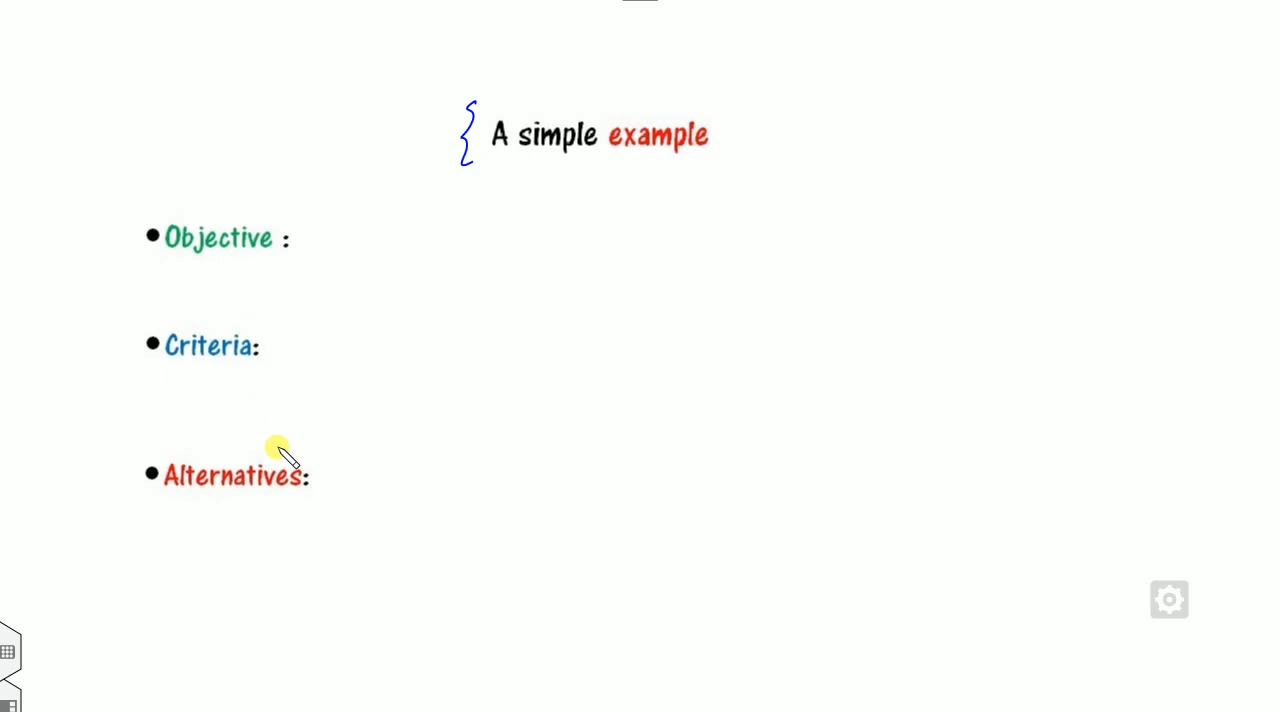 { A simple example
• Objective :
• Criteria:
• Alternatives: